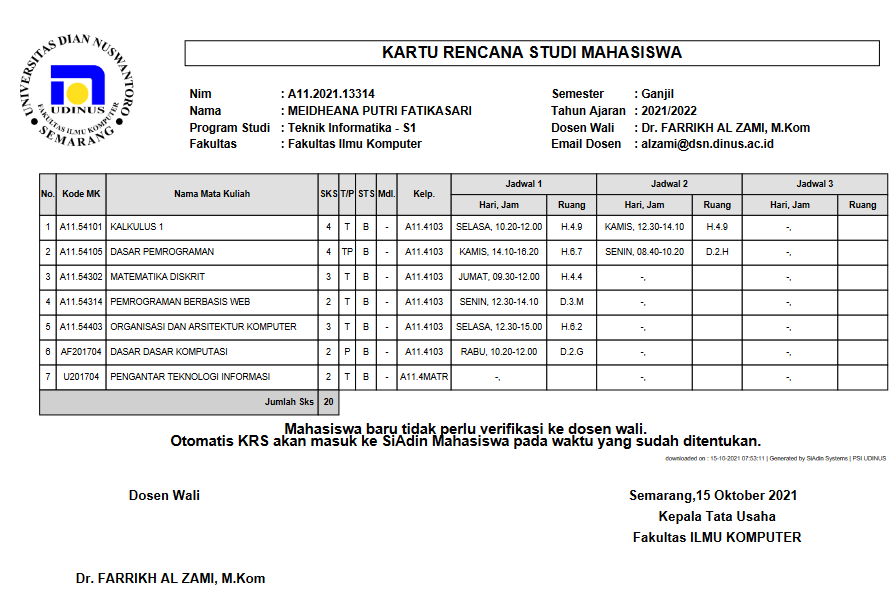 UNIVERSITAS DIAN NUSWANTORO
UDINUS
FAKULTAS ILMU KOMPUTER
• SEMARANG •
KARTU RENCANA STUDI MAHASISWA
Nim : A11.2021.13314 Semester : Ganjil
Nama : MEIDHEANA PUTRI FATIKASARI Tahun Ajaran : 2021/2022
Program Studi : Teknik Informatika - S1 Dosen Wali : Dr. FARRIKH AL ZAMI, M.Kom
Fakultas : Fakultas Ilmu Komputer Email Dosen : alzami@dsn.dinus.ac.id
No. Kode MK Nama Mata Kuliah SKS T/P STS Mdl. Kelp. Jadwal 1 Jadwal 2 Jadwal 3
Hari, Jam Ruang Hari, Jam Ruang Hari, Jam Ruang
1 A11.54101 KALKULUS 1 4 T B - A11.4103 SELASA, 10.20-12.00 H.4.9 KAMIS, 12.30-14.10 H.4.9 -,
2 A11.54105 DASAR PEMROGRAMAN 4 TP B - A11.4103 KAMIS, 14.10-16.20 H.6.7 SENIN, 08.40-10.20 D.2.H -,
3 A11.54302 MATEMATIKA DISKRIT 3 T B - A11.4103 JUMAT, 09.30-12.00 H.4.4 -, -,
4 A11.54314 PEMROGRAMAN BERBASIS WEB 2 T B - A11.4103 SENIN, 12.30-14.10 D.3.M -, -,
5 A11.54403 ORGANISASI DAN ARSITEKTUR KOMPUTER 3 T B - A11.4103 SELASA, 12.30-15.00 H.6.2 -, -,
6 AF201704 DASAR DASAR KOMPUTASI 2 P B - A11.4103 RABU, 10.20-12.00 D.2.G -, -,
7 U201704 PENGANTAR TEKNOLOGI INFORMASI 2 T B - A11.4MATR -, -, -,
Jumlah Sks 20
Mahasiswa baru tidak perlu verifikasi ke dosen wali.
Otomatis KRS akan masuk ke SiAdin Mahasiswa pada waktu yang sudah ditentukan.
downloaded on : 15-10-2021 07:53:11 | Generated by SiAdin Systems | PSI UDINUS
Dosen Wali Semarang,15 Oktober 2021
Kepala Tata Usaha
Fakultas ILMU KOMPUTER
Dr. FARRIKH AL ZAMI, M.Kom